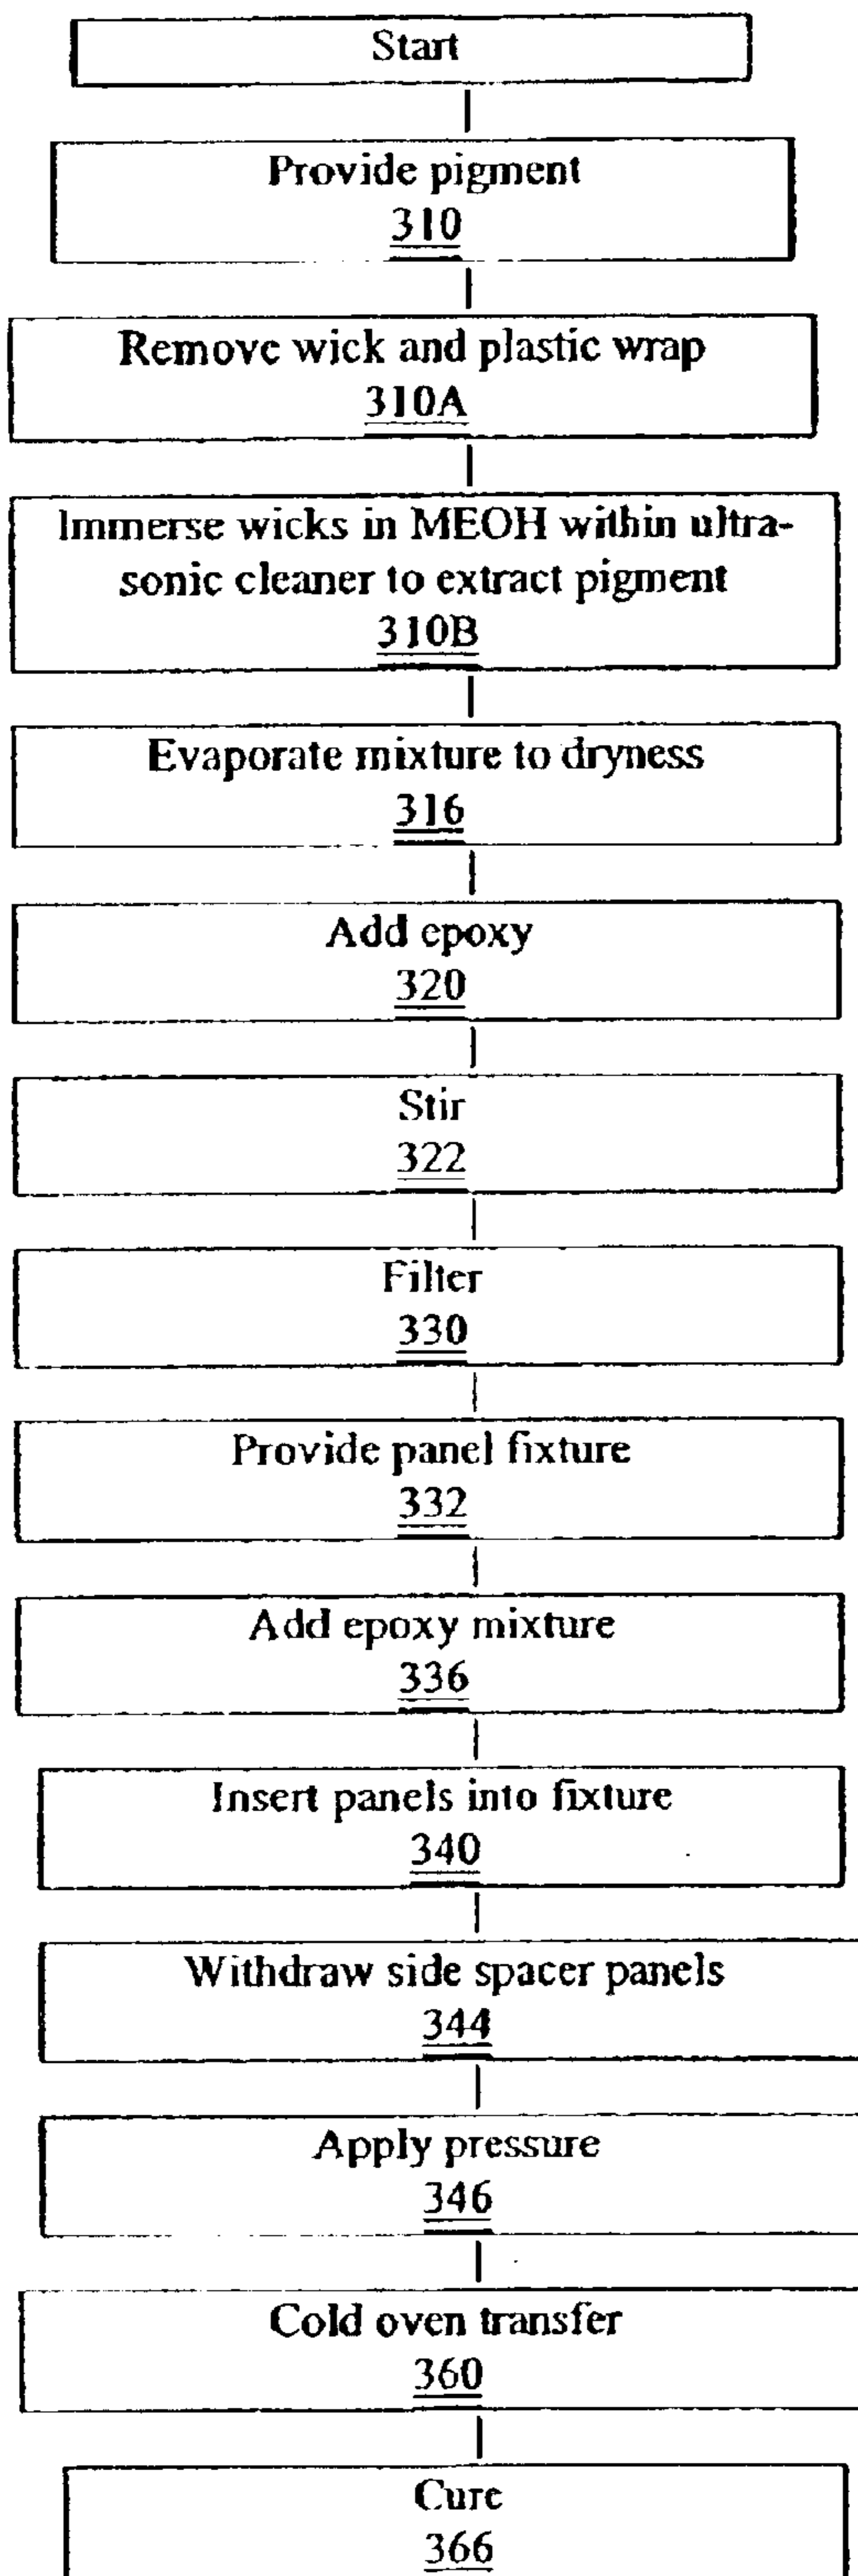 Start
Provide pigment
310
Remove wick and plastic wrap
310A
Immerse wicks in MEOH within ultra-
sonic cleaner to extract pigment
310B
Evaporate mixture to dryness
316
Add epoxy
320
Stir
322
Filter
330
Provide panel fixture
332
Add epoxy mixture
336
Insert panels into fixture
340
Withdraw side spacer panels
344
Apply pressure
346
Cold oven transfer
360
Cure
366